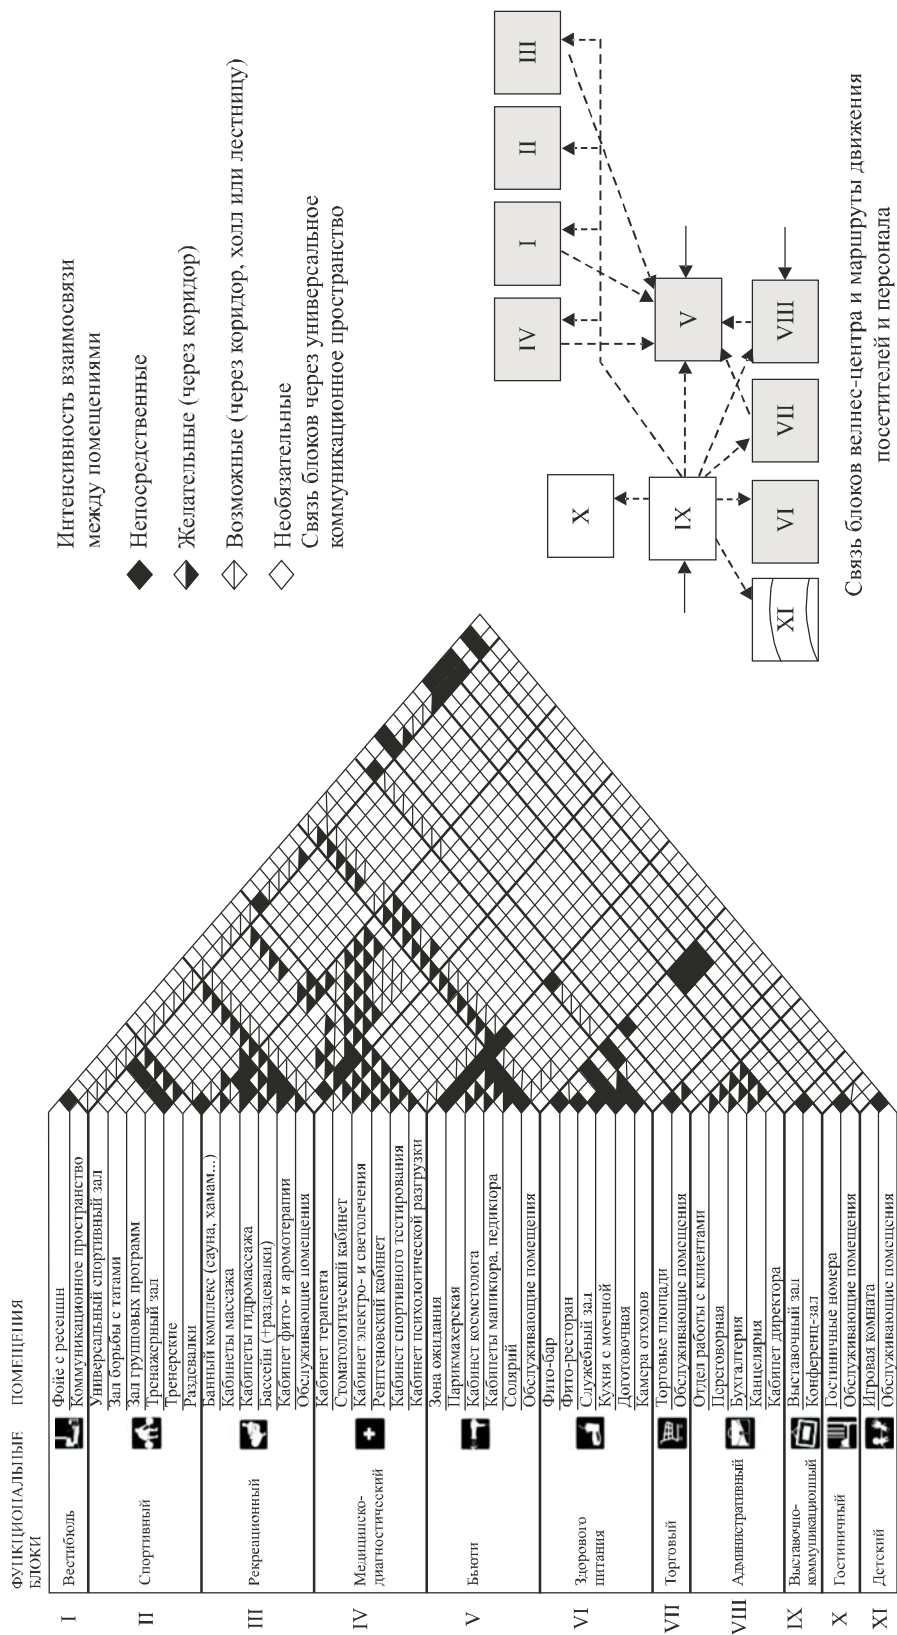 ФУНКЦИОНАЛЬНЫЕ
БЛОКИ
ПОМЕЩЕНИЯ
I
Вестибюль
Фойе с ресепшн
Коммуникационное пространство
II
Спортивный
Универсальный спортивный зал
Зал борьбы с татами
Зал групповых программ
Тренажерный зал
Тренерские
Раздевалки
III
Рекреационный
Банный комплекс (сауна, хамам...)
Кабинеты массажа
Кабинеты гидромассажа
Бассейн (+раздевалки)
Кабинет фито- и аромотерапии
Обслуживающие помещения
IV
Медицинско-
диагностический
Кабинет терапевта
Стоматологический кабинет
Кабинет электро- и светолечения
Рентгеновский кабинет
Кабинет спортивного тестирования
Кабинет психологической разгрузки
V
Бьюти
Зона ожидания
Парикмахерская
Кабинет косметолога
Кабинеты маникюра, педикюра
Солярий
Обслуживающие помещения
VI
Здорового
питания
Фито-бар
Фито-ресторан
Служебный зал
Кухня с моечной
Доготовочная
Камера отходов
VII
Торговый
Торговые площади
Обслуживающие помещения
VIII
Административный
Отдел работы с клиентами
Переговорная
Бухгалтерия
Канцелярия
Кабинет директора
IX
Выставочно-
коммуникационный
Выставочный зал
Конференц-зал
X
Гостиничный
Гостиничные номера
Обслуживающие помещения
XI
Детский
Игровая комната
Обслуживающие помещения
Интенсивность взаимосвязи
между помещениями
Непосредственные
Желательные (через коридор)
Возможные (через коридор, холл или лестницу)
Необязательные
Связь блоков через универсальное
коммуникационное пространство
IV
I
II
III
X
IX
V
XI
VI
VII
VIII
Связь блоков велнес-центра и маршруты движения
посетителей и персонала